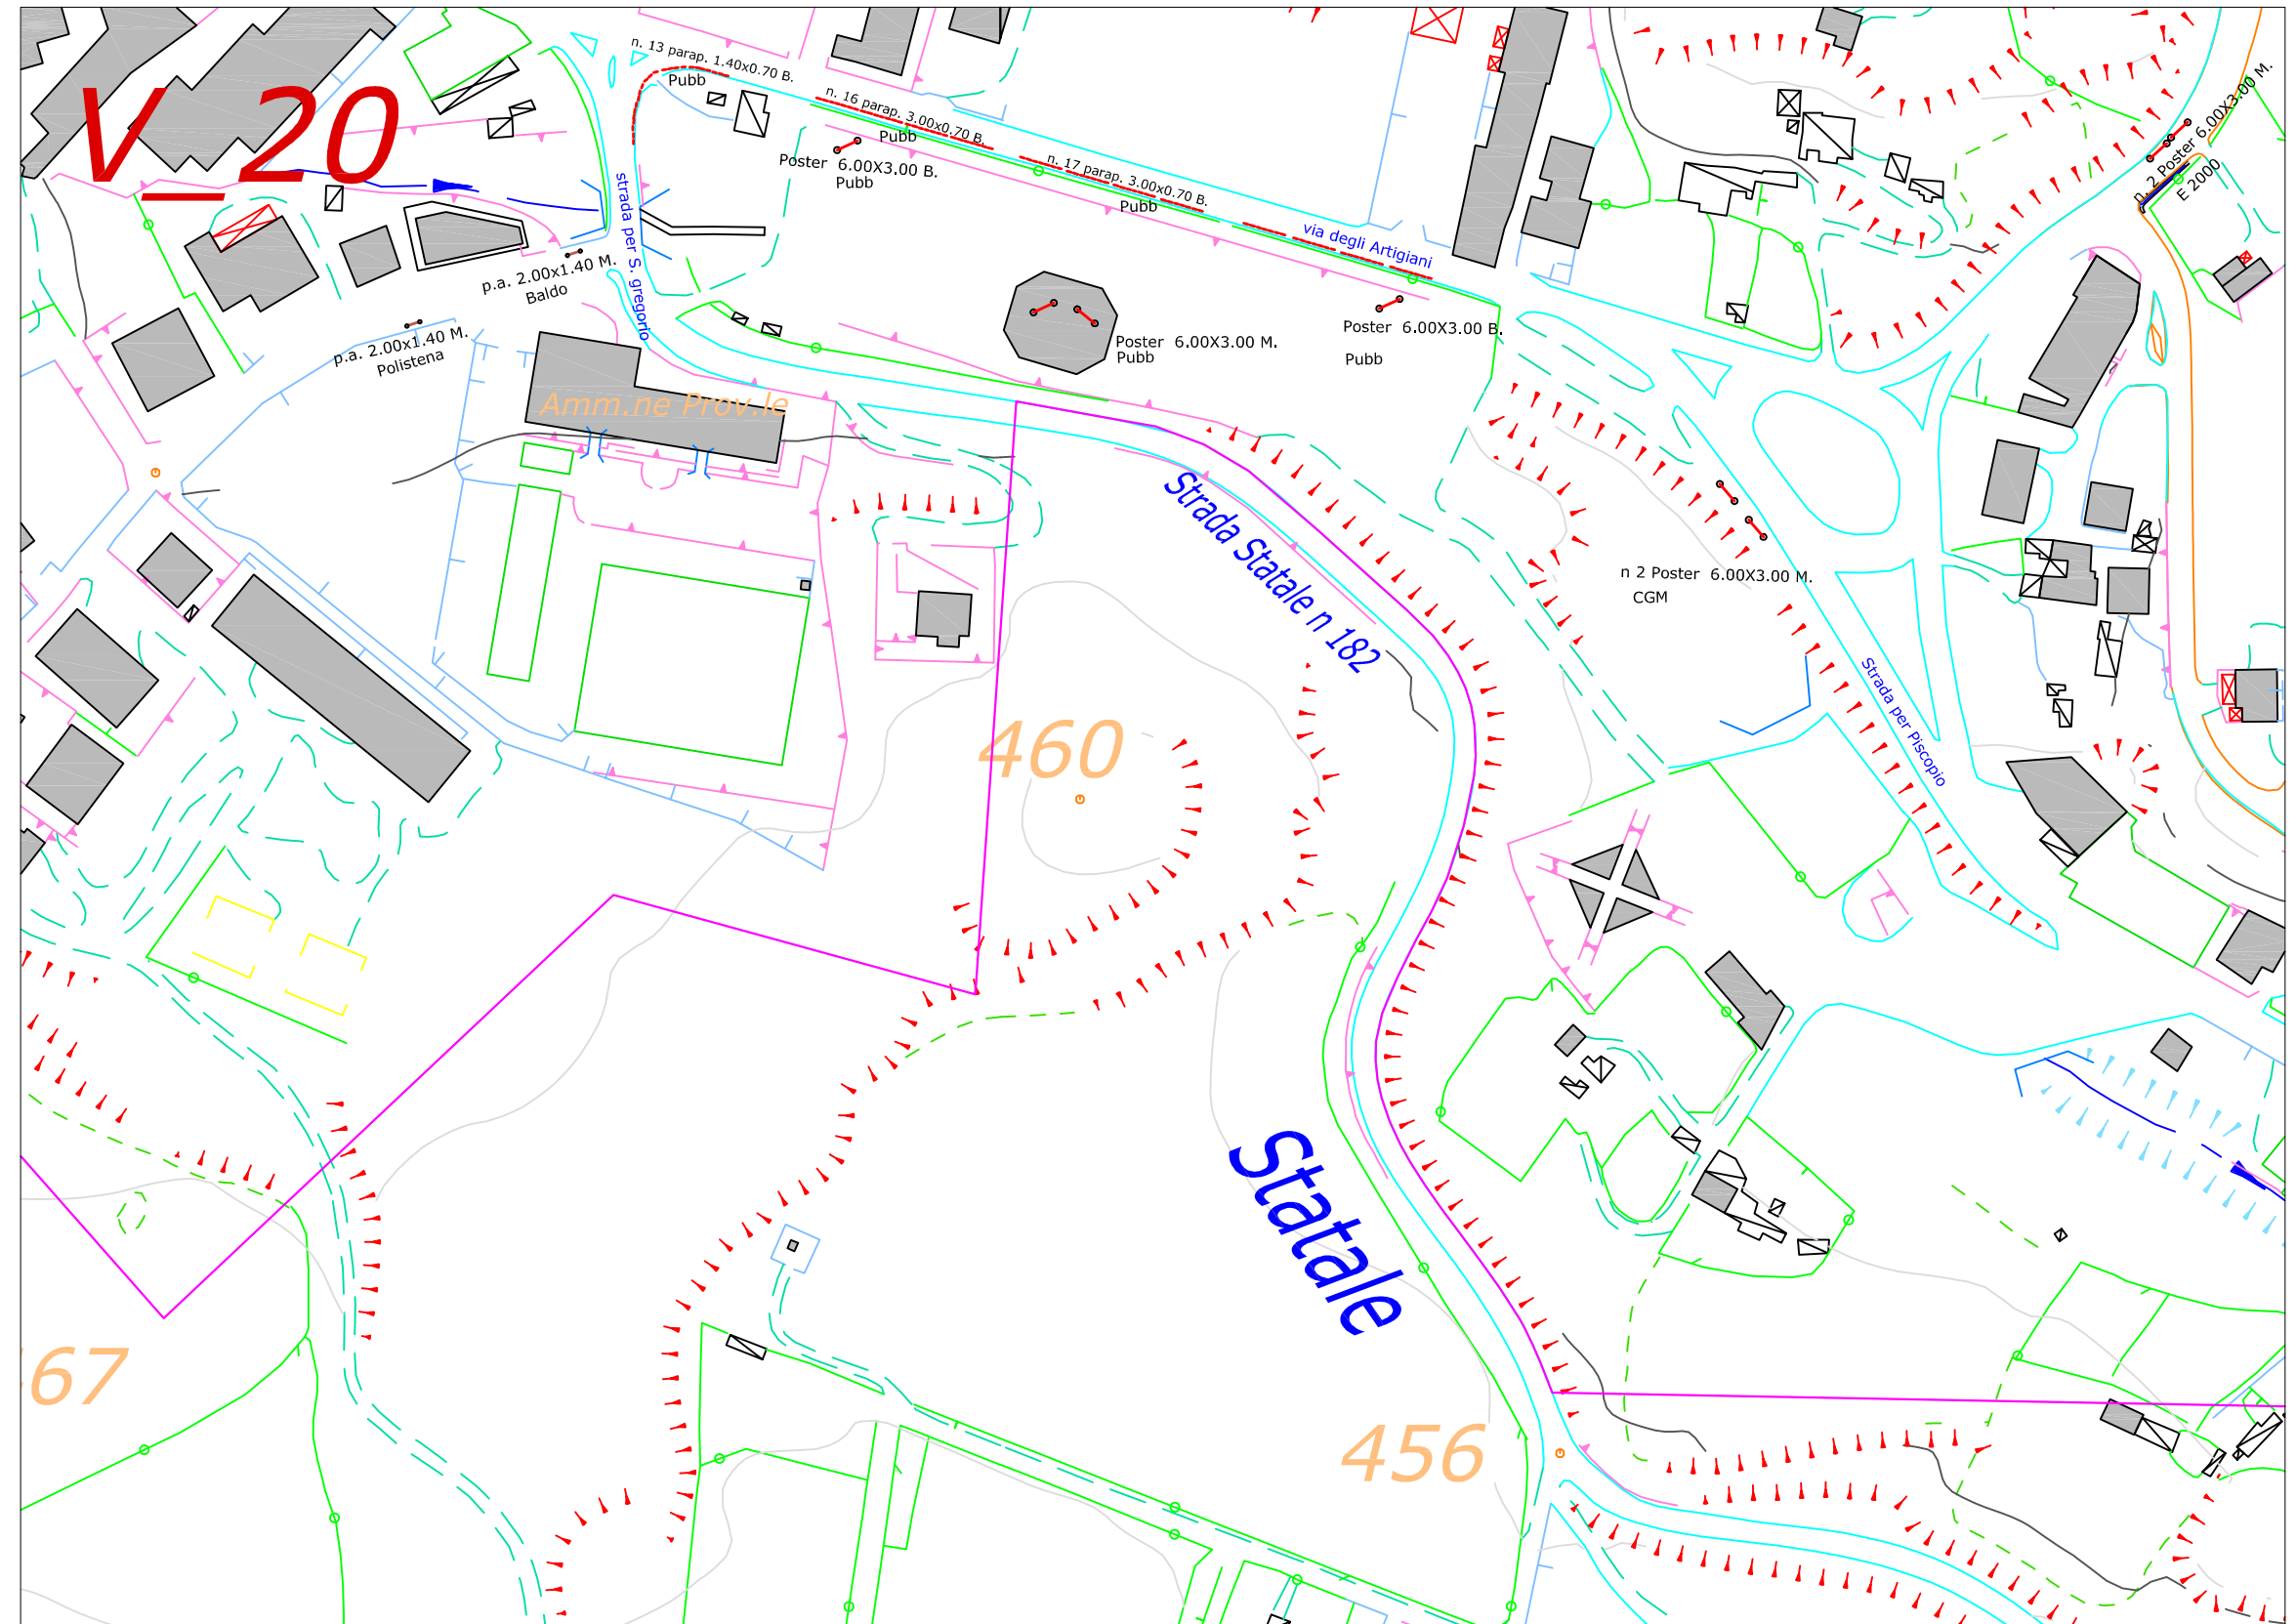 V_20
n. 13 parap. 1.40x0.70 B.
Pubb
n. 16 parap. 3.00x0.70 B.
Pubb
Poster 6.00X3.00 B.
Pubb
n. 17 parap. 3.00x0.70 B.
Pubb
via degli Artigiani
n. 2 Poster 6.00X3.00 M.
E 2000
strada per S. gregorio
p.a. 2.00x1.40 M.
Baldo
p.a. 2.00x1.40 M.
Polistena
Poster 6.00X3.00 M.
Pubb
Poster 6.00X3.00 B.
Pubb
Amm.ne Prov.le
Strada Statale n 182
n 2 Poster 6.00X3.00 M.
CGM
Strada per Piscopio
460
Statale
67
456